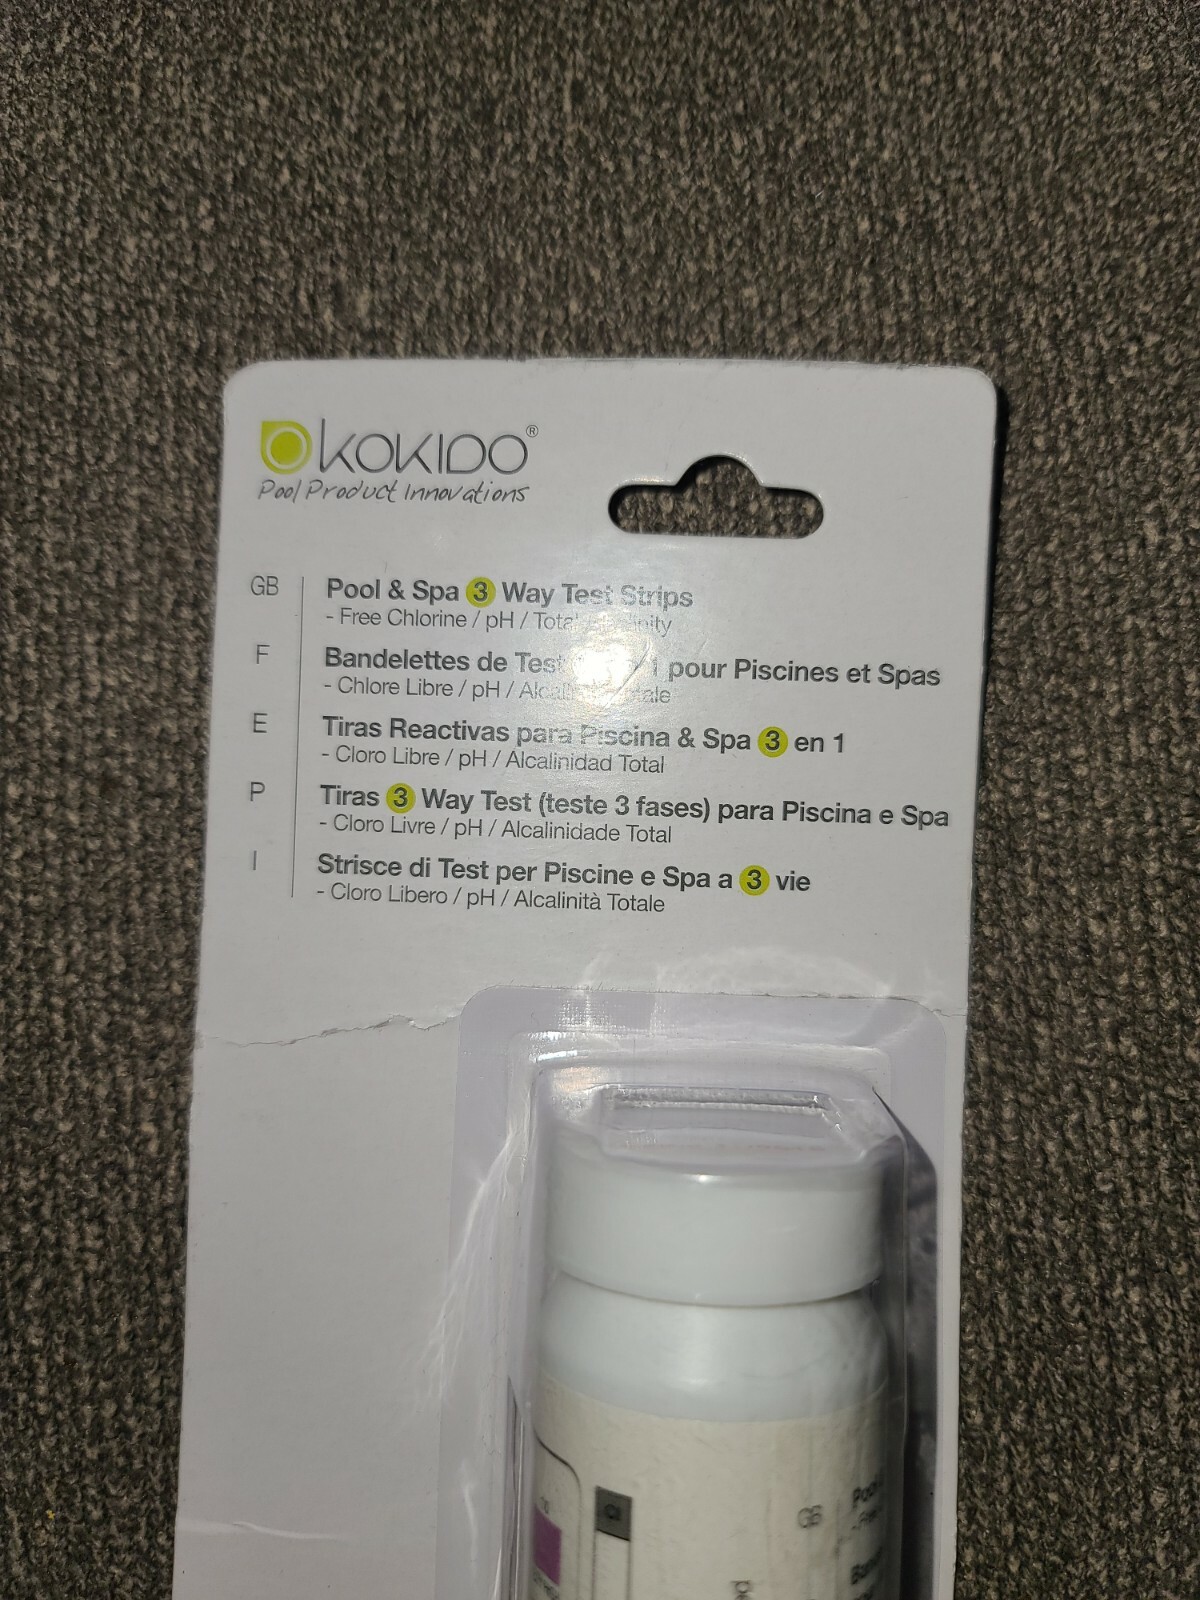 KOKIDO®
Pool Product Innovations
GB
Pool & Spa 3 Way Test Strips
- Free Chlorine / pH / Total
F
Bandelettes de Test 1 pour Piscines et Spas
- Chlore Libre / pH /
E
Tiras Reactivas para Piscina & Spa 3 en 1
- Cloro Libre / pH / Alcalinidad Total
P
Tiras 3 Way Test (teste 3 fases) para Piscina e Spa
- Cloro Livre / pH / Alcalinidade Total
I
Strisce di Test per Piscine e Spa a 3 vie
- Cloro Libero / pH / Alcalinità Totale
GB